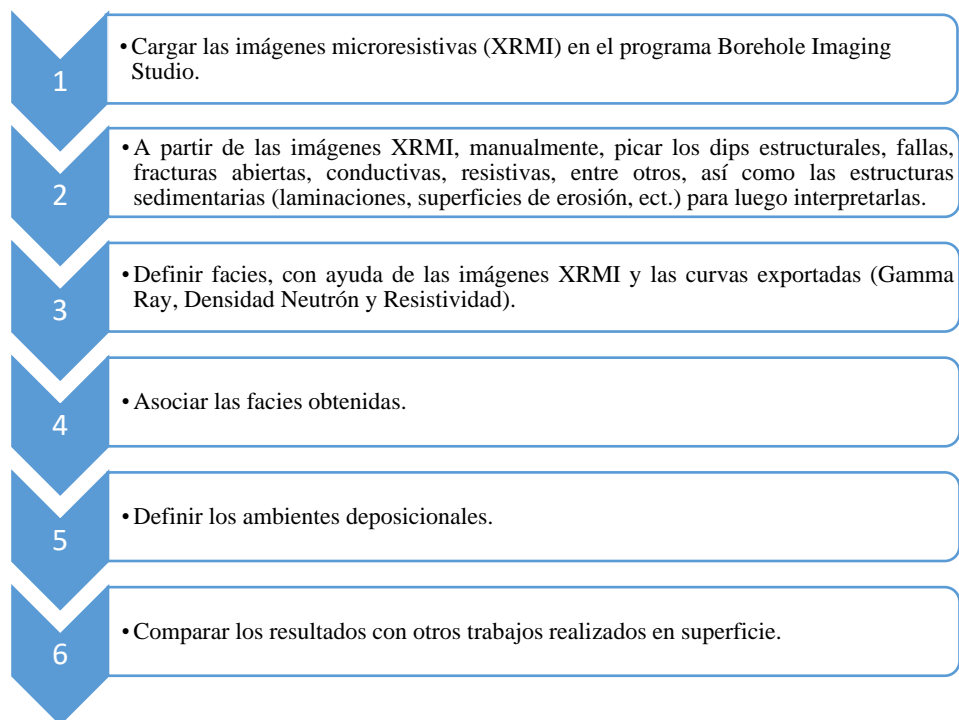 1
• Cargar las imágenes microresistivas (XRMI) en el programa Borehole Imaging
Studio.
2
• A partir de las imágenes XRMI, manualmente, picar los dips estructurales, fallas,
fracturas abiertas, conductivas, resistivas, entre otros, así como las estructuras
sedimentarias (laminaciones, superficies de erosión, ect.) para luego interpretarlas.
3
• Definir facies, con ayuda de las imágenes XRMI y las curvas exportadas (Gamma
Ray, Densidad Neutrón y Resistividad).
4
• Asociar las facies obtenidas.
5
• Definir los ambientes deposicionales.
6
• Comparar los resultados con otros trabajos realizados en superficie.